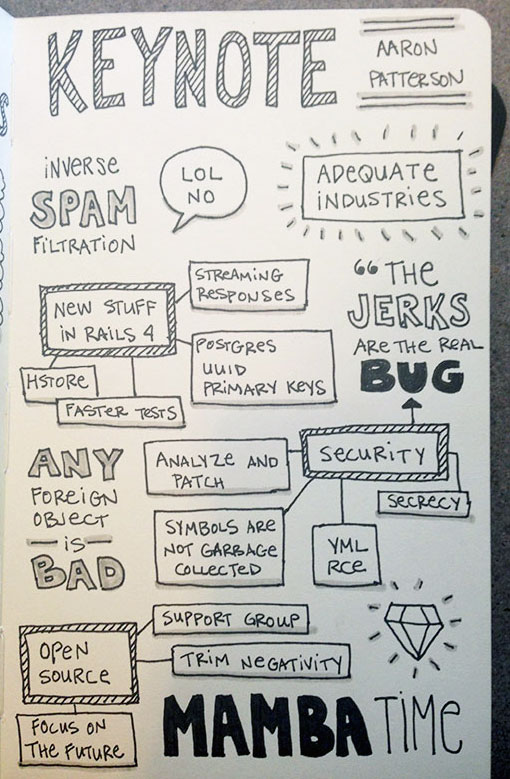 KEYNOTE
AARON
PATTERSON
INVERSE
SPAM
FILTRATION
LOL
NO
ADEQUATE
INDUSTRIES
NEW STUFF
IN RAILS 4
STREAMING
RESPONSES
POSTGRES
UUID
PRIMARY KEYS
HSTORE
FASTER TESTS
“THE
JERKS
ARE THE REAL
BUG
SECURITY
ANALYZE AND
PATCH
SYMBOLS ARE
NOT GARBAGE
COLLECTED
YML
RCE
SECRECY
ANY
FOREIGN
OBJECT
— is —
BAD
OPEN
SOURCE
SUPPORT GROUP
TRIM NEGATIVITY
FOCUS ON
THE FUTURE
MAMBA TIME